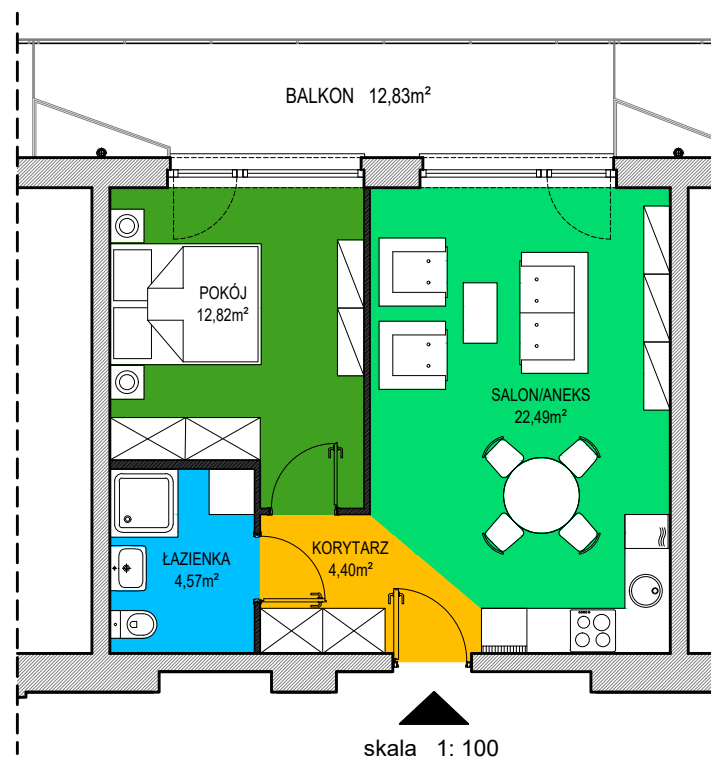 BALKON 12,83m²
POKÓJ
12,82m²
SALON/ANEKS
22,49m²
ŁAZIENKA
4,57m²
KORYTARZ
4,40m²
skala 1: 100